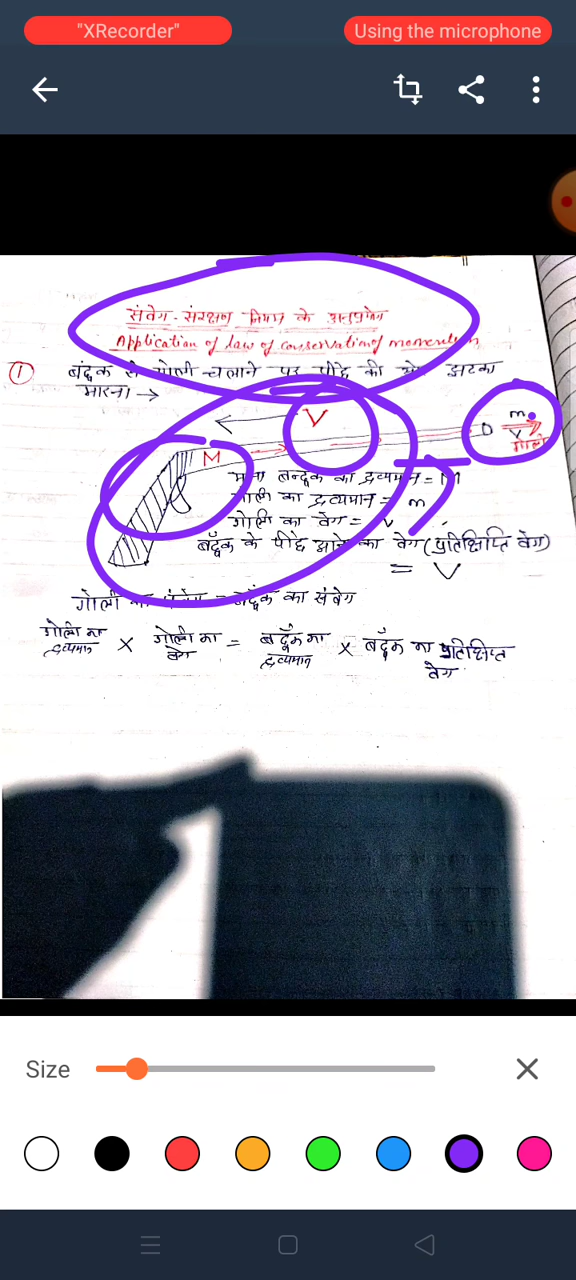 "XRecorder"
Using the microphone
संवेग-संरक्षण नियम के अनुप्रयोग
Application of law of conservation of momentum
① बंदूक से गोली चलाने पर पीछे की ओर झटका
मारना →
V
M
m
v
गोली
माना बन्दूक का द्रव्यमान = M
गोली का द्रव्यमान = m
गोली का वेग = v
बँदूक के पीछे आने का वेग (प्रतिक्षिप्ति वेग)
= V
गोली का संवेग = बँदूक का संवेग
गोली का द्रव्यमान × गोली का वेग = बँदूक का द्रव्यमान × बँदूक का प्रतिक्षिप्त वेग
Size